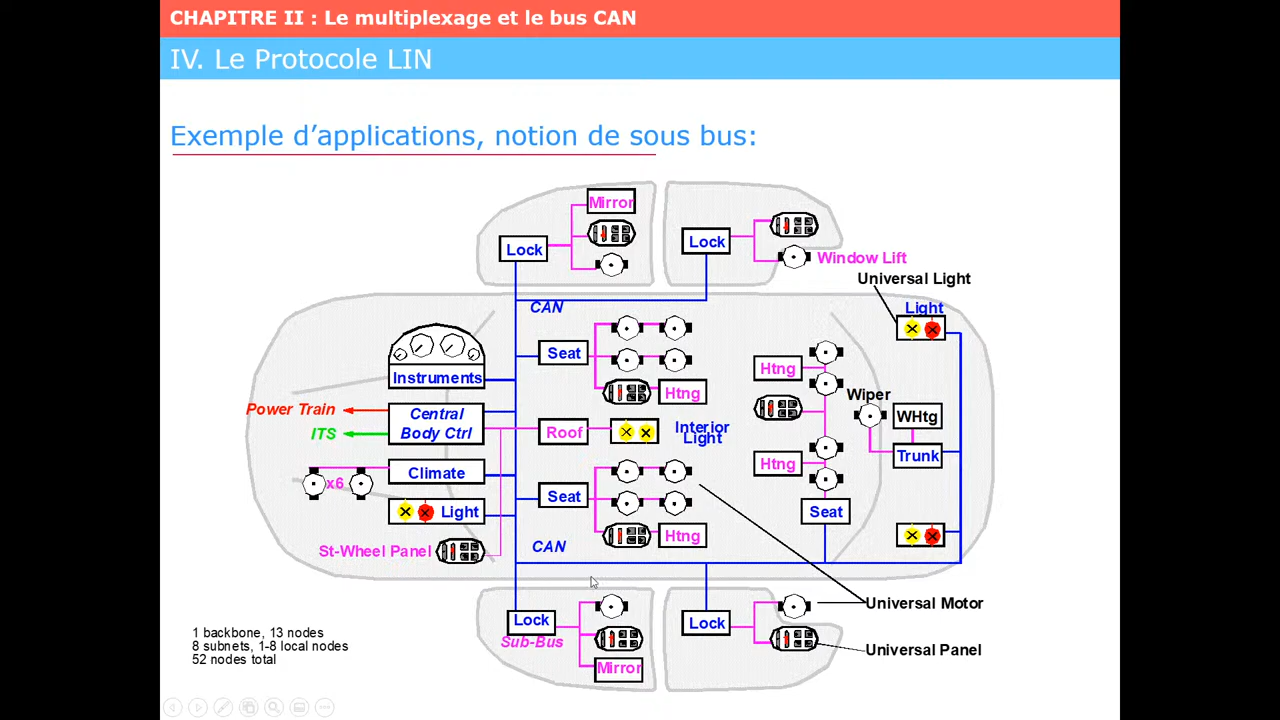 CHAPITRE II : Le multiplexage et le bus CAN
IV. Le Protocole LIN
Exemple d’applications, notion de sous bus:
Mirror
Lock
Lock
Window Lift
Universal Light
CAN
Light
Seat
Instruments
Htng
Htng
Wiper
Power Train
Central
Body Ctrl
WHtg
ITS
Roof
Interior
Light
Trunk
Htng
Climate
x6
Seat
Light
Seat
Htng
St-Wheel Panel
CAN
Universal Motor
Lock
Lock
Sub-Bus
Universal Panel
Mirror
1 backbone, 13 nodes
8 subnets, 1-8 local nodes
52 nodes total